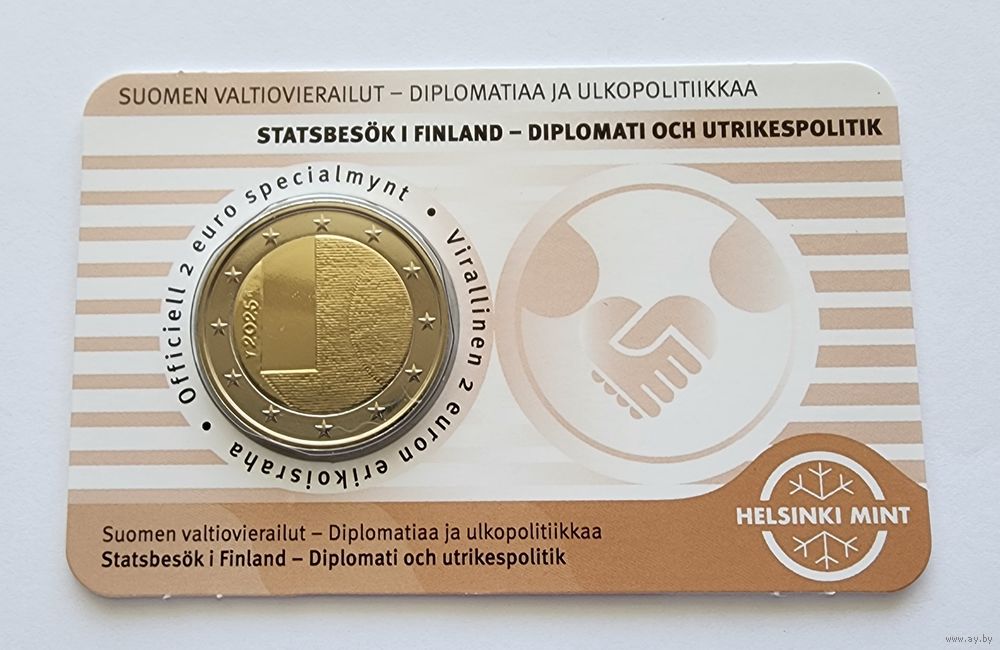 SUOMEN VALTIOVIERAILUT – DIPLOMATIAA JA ULKOPOLITIIKKAA
STATSBESÖK I FINLAND – DIPLOMATI OCH UTRIKESPOLITIK
• Officiell 2 euro specialmynt
• Virallinen 2 euron erikoisraha
2025
HELSINKI MINT
Suomen valtiovierailut – Diplomatiaa ja ulkopolitiikkaa
Statsbesök i Finland – Diplomati och utrikespolitik
www.ay.by